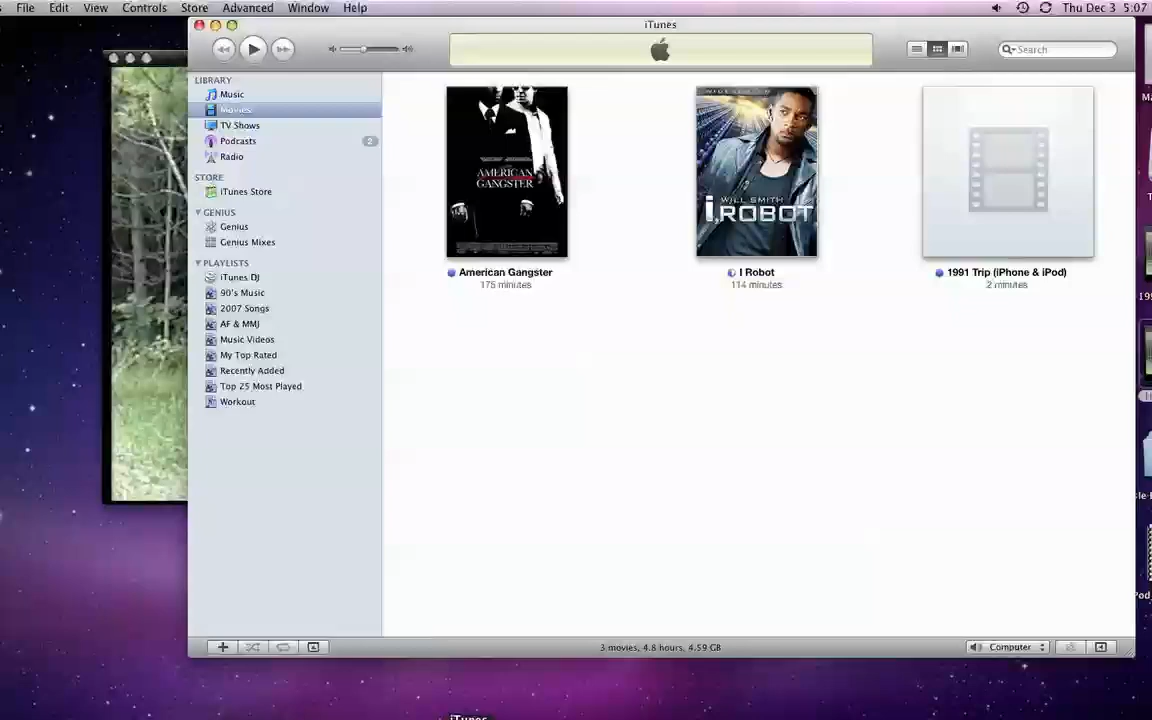 File Edit View Controls Store Advanced Window Help Thu Dec 3 5:07
iTunes
Search
LIBRARY
Music
Movies
TV Shows
Podcasts 2
Radio
STORE
iTunes Store
GENIUS
Genius
Genius Mixes
PLAYLISTS
iTunes DJ
90's Music
2007 Songs
AF & MMJ
Music Videos
My Top Rated
Recently Added
Top 25 Most Played
Workout
AMERICAN
GANGSTER
American Gangster
175 minutes
WILL SMITH
i,ROBOT
I Robot
114 minutes
1991 Trip (iPhone & iPod)
2 minutes
3 movies, 4.8 hours, 4.59 GB
Computer
iTunes